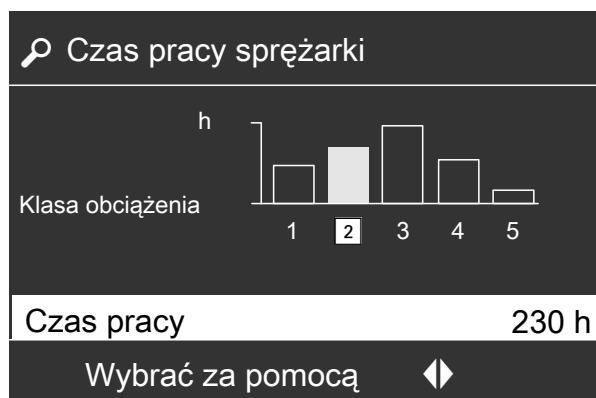 Czas pracy sprężarki
h
Klasa obciążenia
1 2 3 4 5
Czas pracy 230 h
Wybrać za pomocą